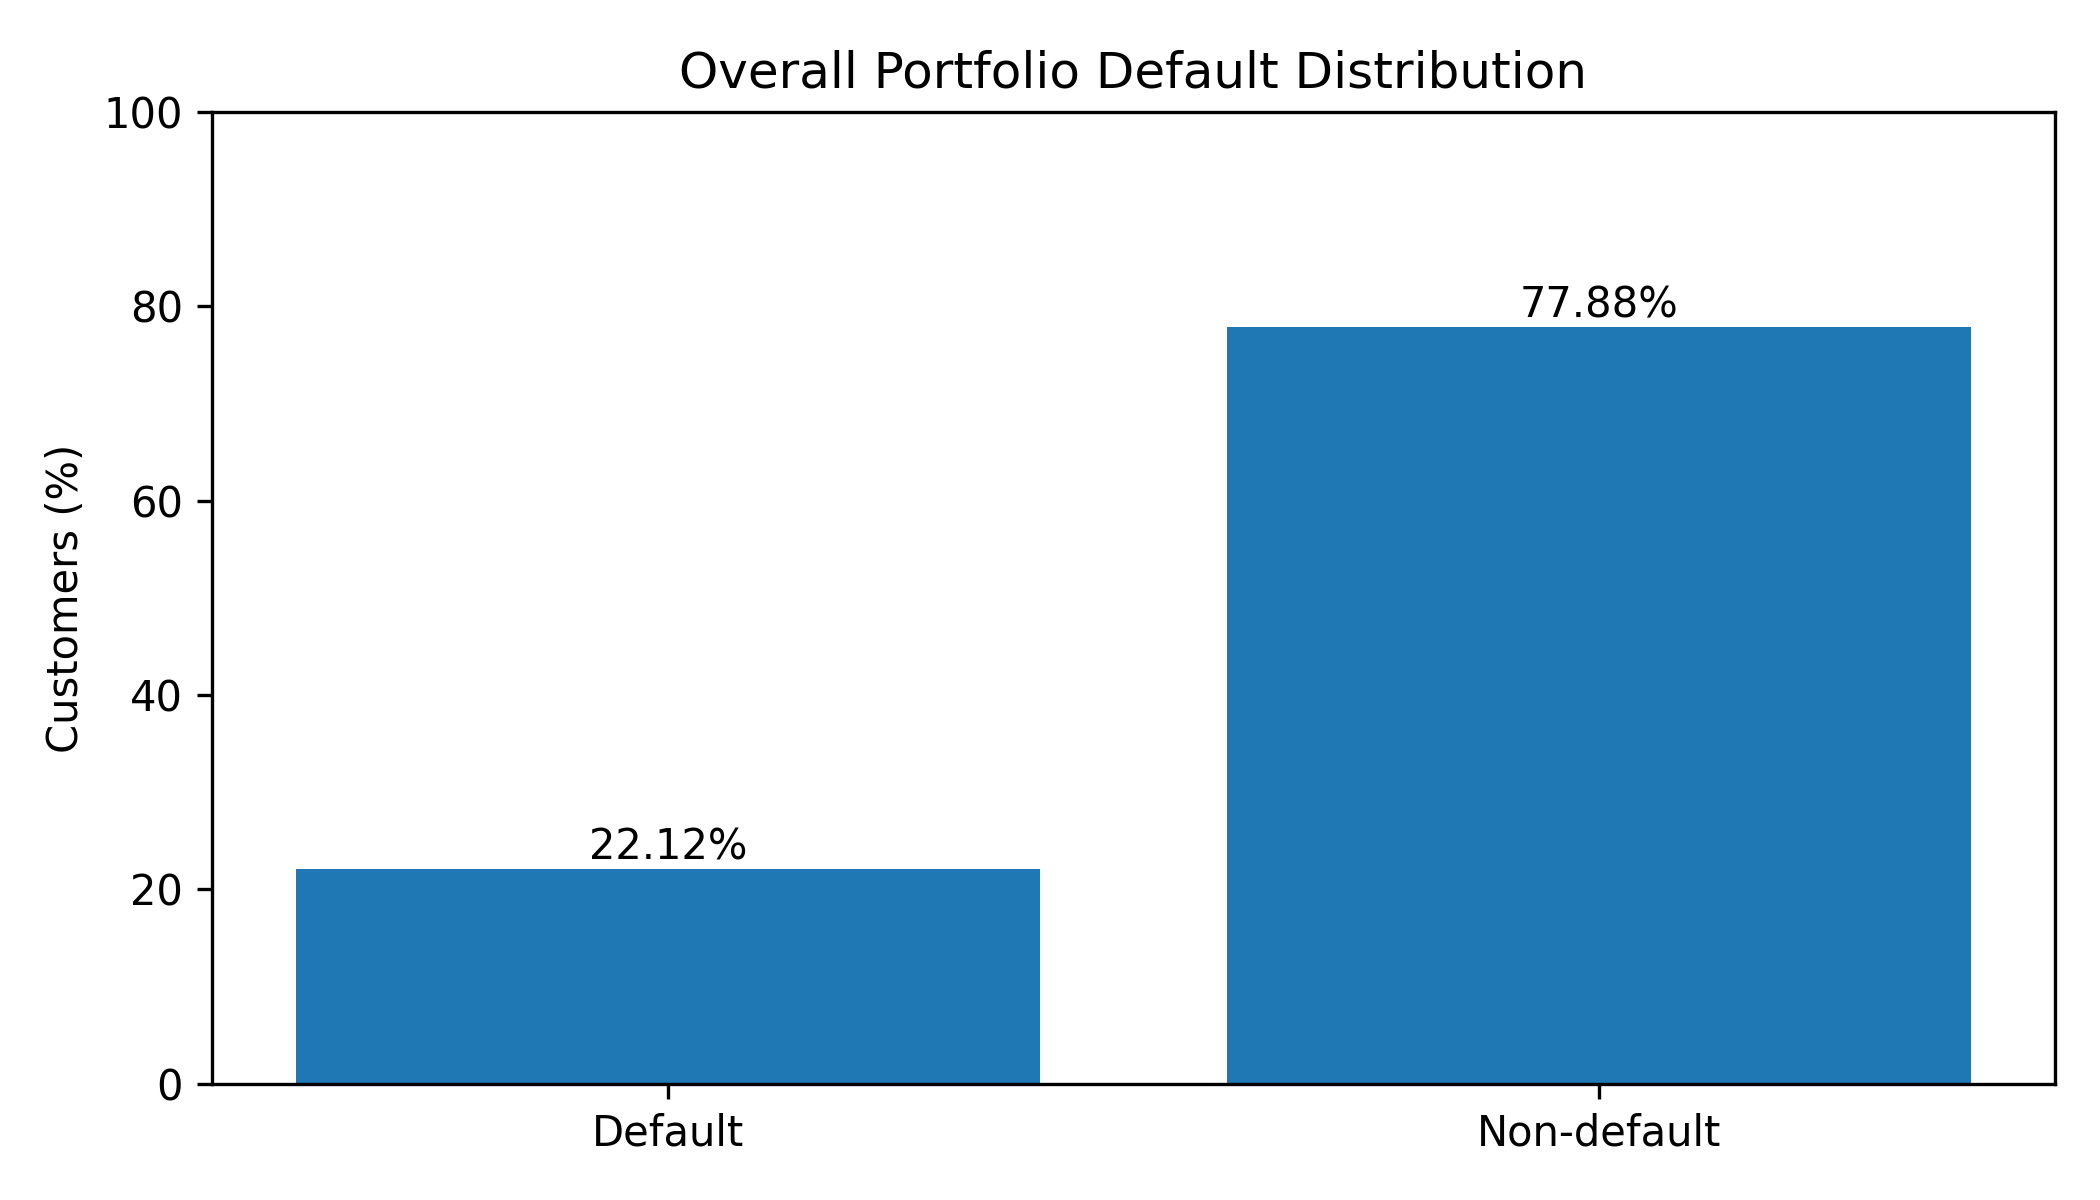 Overall Portfolio Default Distribution
100
80
60
40
20
0
Customers (%)
22.12%
77.88%
Default
Non-default